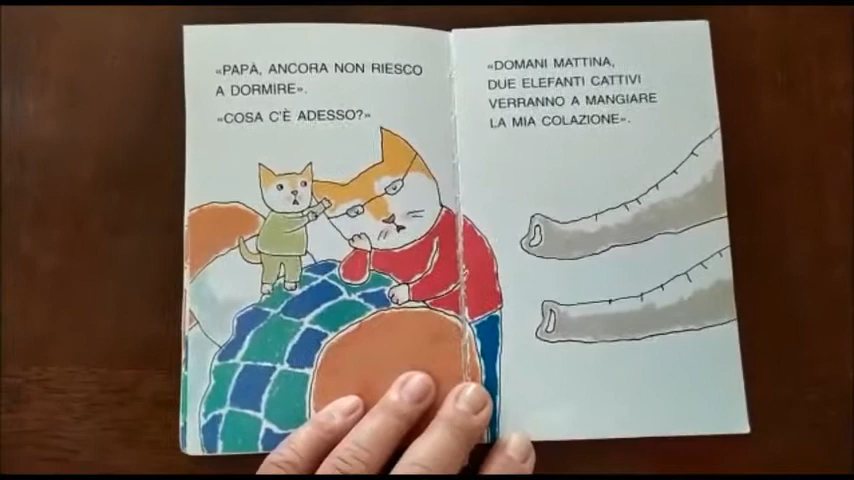 «PAPÀ, ANCORA NON RIESCO
A DORMIRE».
«COSA C'È ADESSO?»
«DOMANI MATTINA,
DUE ELEFANTI CATTIVI
VERRANNO A MANGIARE
LA MIA COLAZIONE».